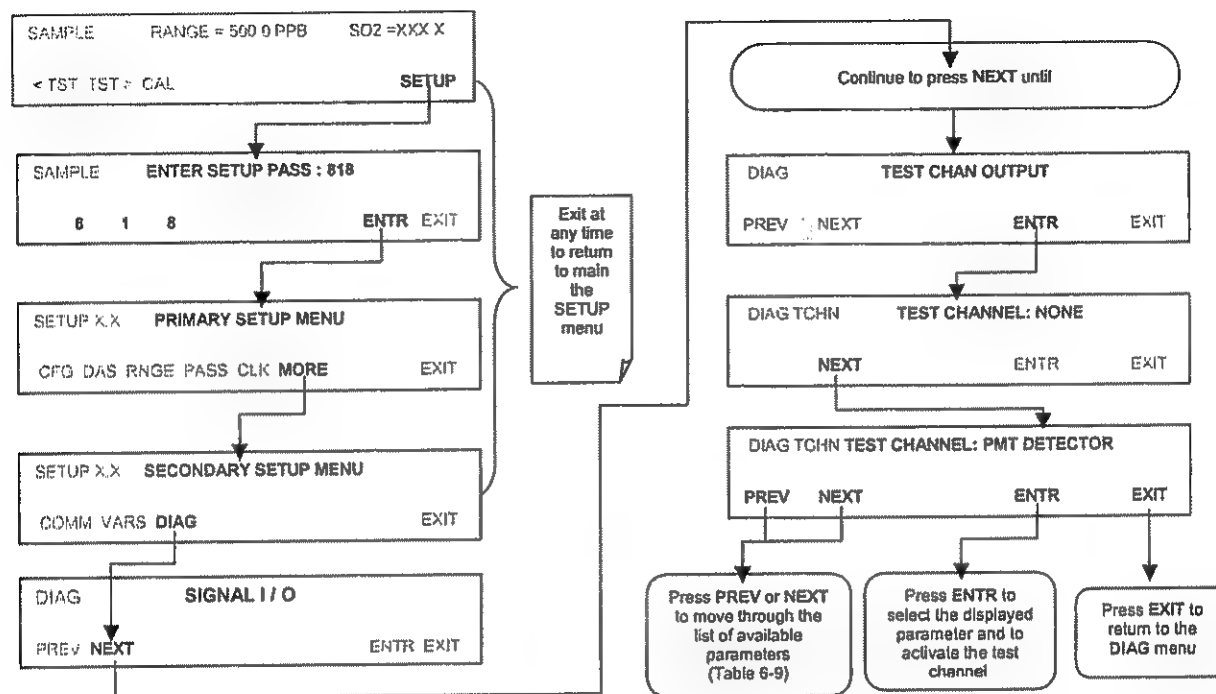 SAMPLE RANGE = 500 0 PPB SO2 =XXX X
< TST TST > CAL SETUP
SAMPLE ENTER SETUP PASS : 818
8 1 8 ENTR EXIT
SETUP X.X PRIMARY SETUP MENU
CFG DAS RNGE PASS CLK MORE EXIT
SETUP X.X SECONDARY SETUP MENU
COMM VARS DIAG EXIT
DIAG SIGNAL I / O
PREV NEXT ENTR EXIT
Exit at
any time
to return
to main
the
SETUP
menu
Continue to press NEXT until
DIAG TEST CHAN OUTPUT
PREV NEXT ENTR EXIT
DIAG TCHN TEST CHANNEL: NONE
NEXT ENTR EXIT
DIAG TCHN TEST CHANNEL: PMT DETECTOR
PREV NEXT ENTR EXIT
Press PREV or NEXT
to move through the
list of available
parameters
(Table 6-9)
Press ENTR to
select the displayed
parameter and to
activate the test
channel
Press EXIT to
return to the
DIAG menu